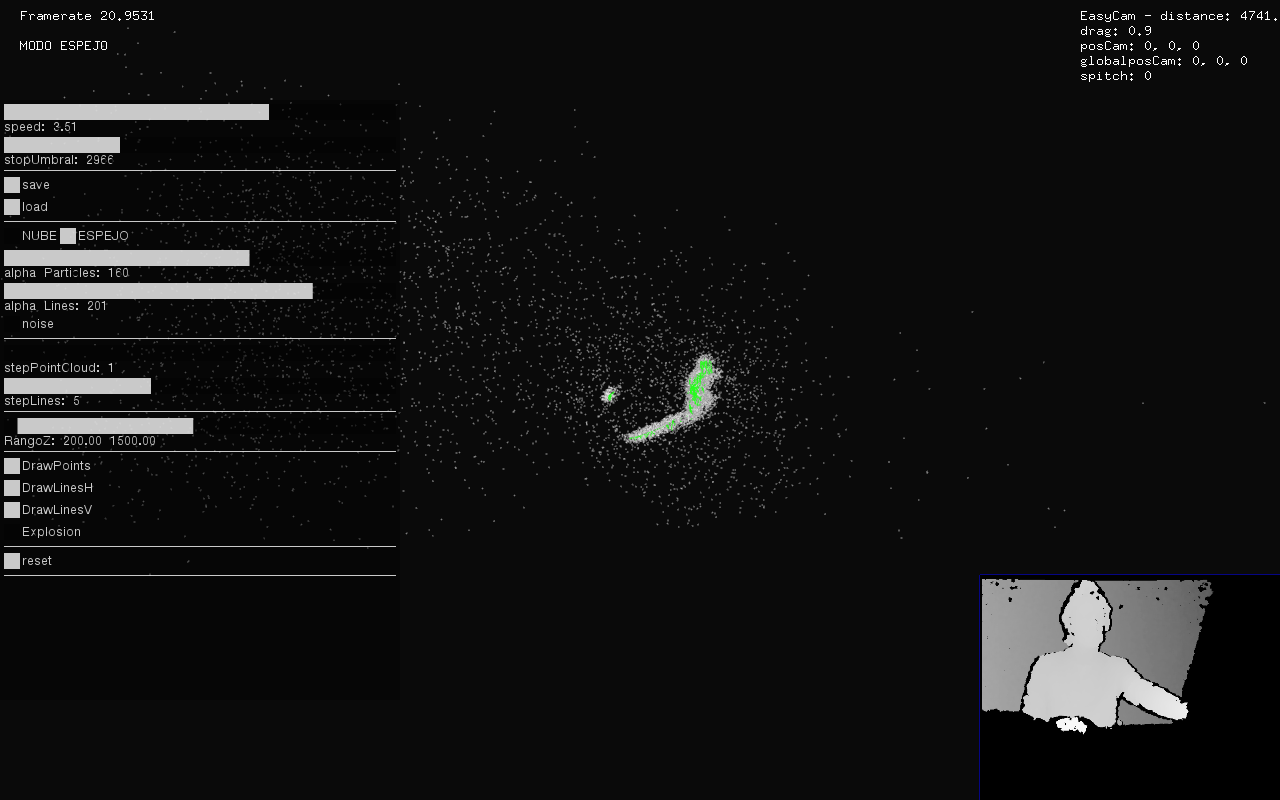 Framerate 20.9531
MODO ESPEJO
EasyCam - distance: 4741.
drag: 0.9
posCam: 0, 0, 0
globalposCam: 0, 0, 0
spitch: 0
speed: 3.51
stopUmbral: 2966
save
load
NUBE ESPEJO
alpha Particles: 160
alpha Lines: 201
noise
stepPointCloud: 1
stepLines: 5
RangoZ: 200.00 1500.00
DrawPoints
DrawLinesH
DrawLinesV
Explosion
reset